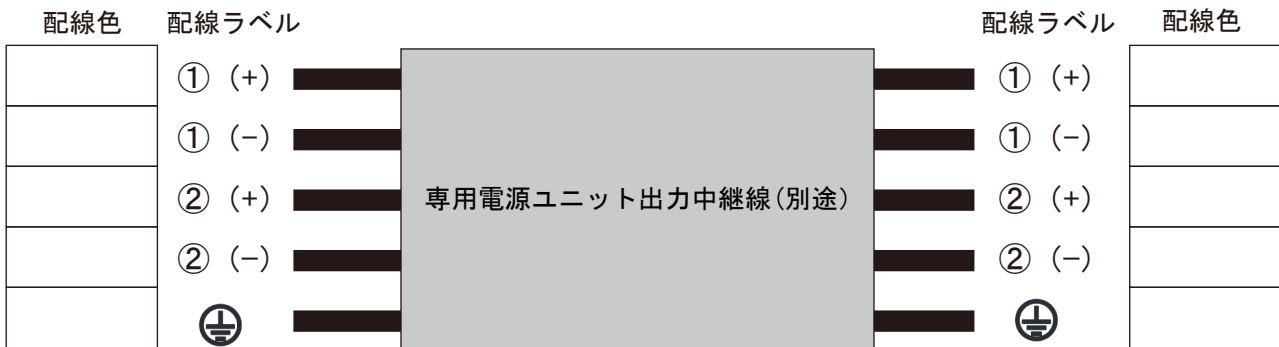 配線色 配線ラベル 配線ラベル 配線色
① (+) ① (+)
① (−) ① (−)
② (+) 専用電源ユニット出力中継線(別途) ② (+)
② (−) ② (−)